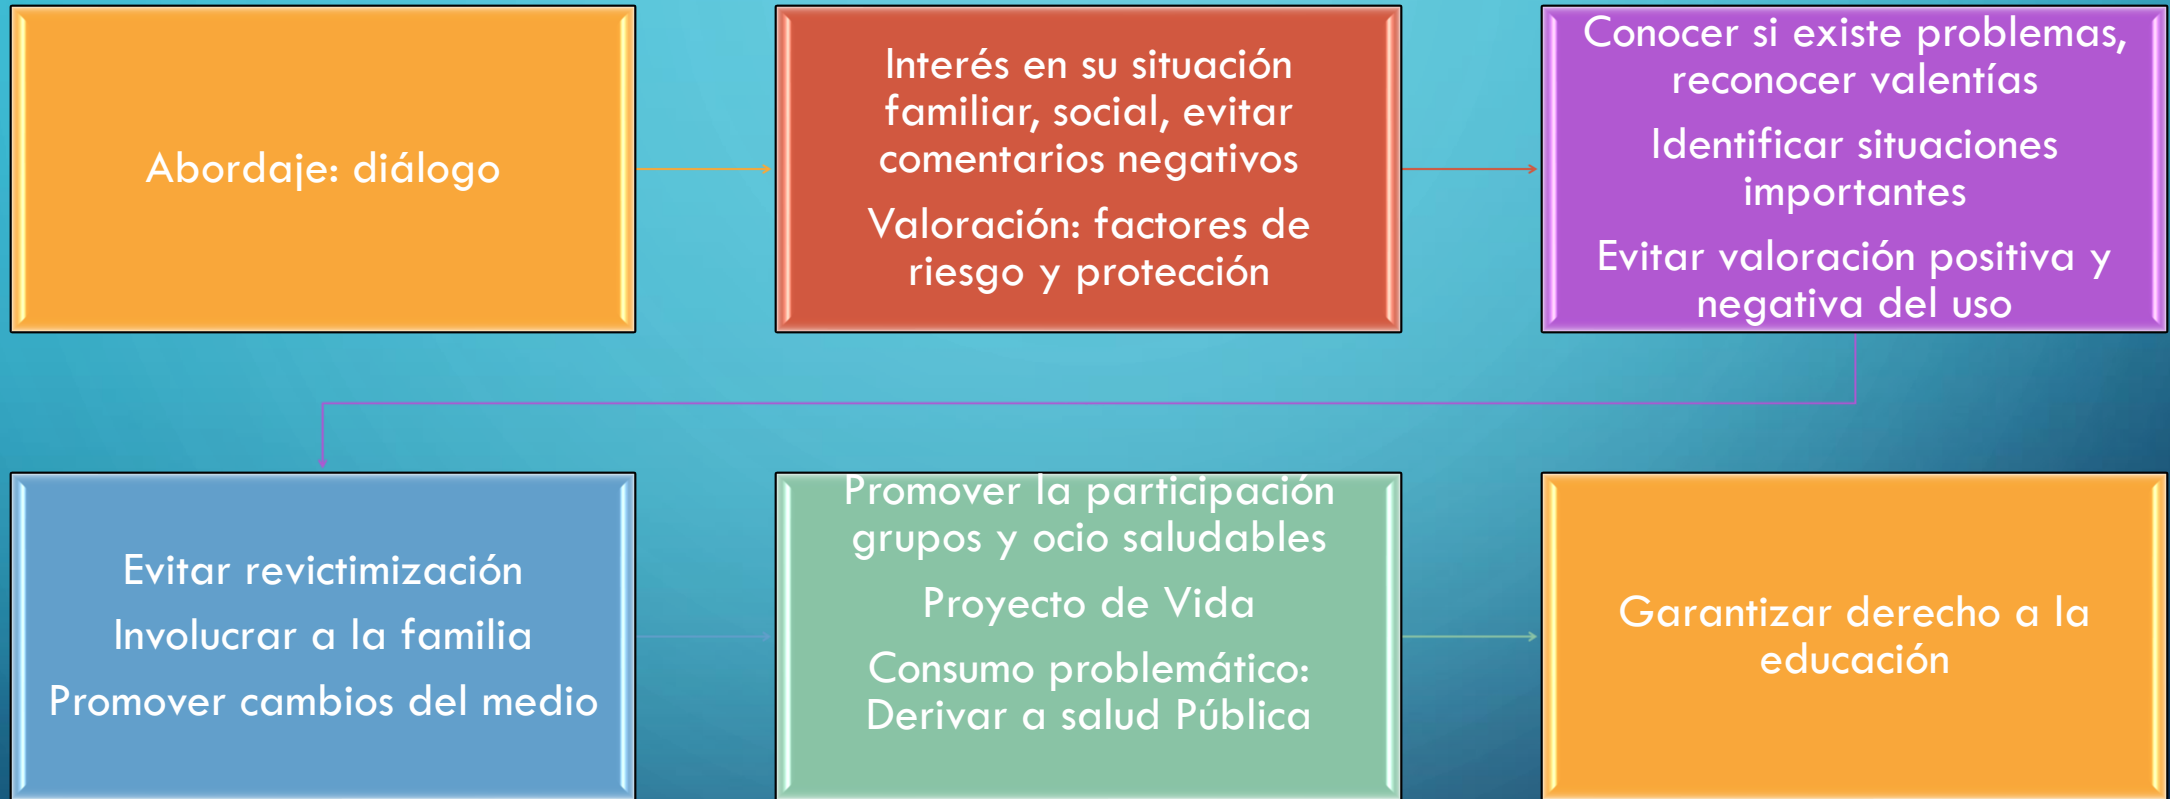 Abordaje: diálogo
Interés en su situación
familiar, social, evitar
comentarios negativos
Valoración: factores de
riesgo y protección
Conocer si existe problemas,
reconocer valentías
Identificar situaciones
importantes
Evitar valoración positiva y
negativa del uso
Evitar revictimización
Involucrar a la familia
Promover cambios del medio
Promover la participación
grupos y ocio saludables
Proyecto de Vida
Consumo problemático:
Derivar a salud Pública
Garantizar derecho a la
educación